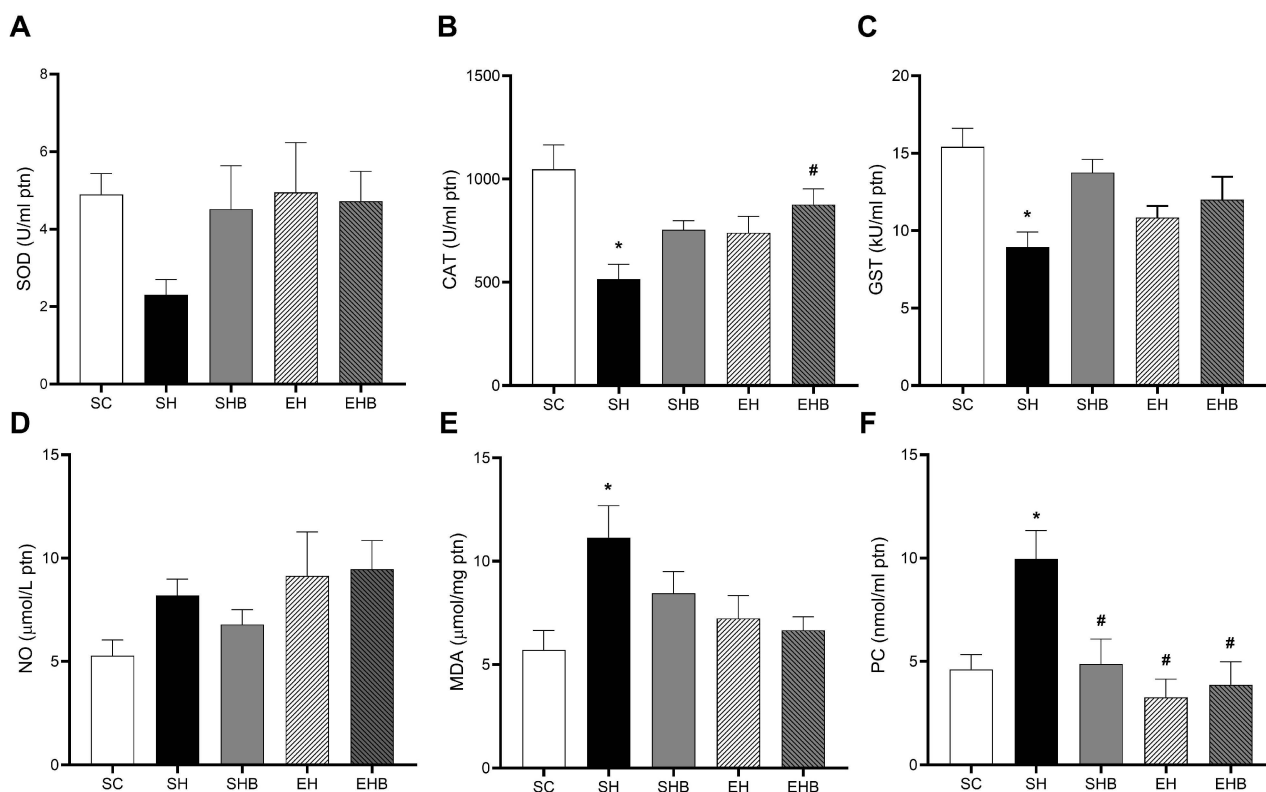 A
8
6
4
2
0
SOD (U/ml ptn)
SC SH SHB EH EHB
B
1500
1000
500
0
CAT (U/ml ptn)
*
#
SC SH SHB EH EHB
C
20
15
10
5
0
GST (kU/ml ptn)
*
SC SH SHB EH EHB
D
15
10
5
0
NO (μmol/L ptn)
SC SH SHB EH EHB
E
15
10
5
0
MDA (μmol/mg ptn)
*
SC SH SHB EH EHB
F
15
10
5
0
PC (nmol/ml ptn)
*
#
#
#
SC SH SHB EH EHB